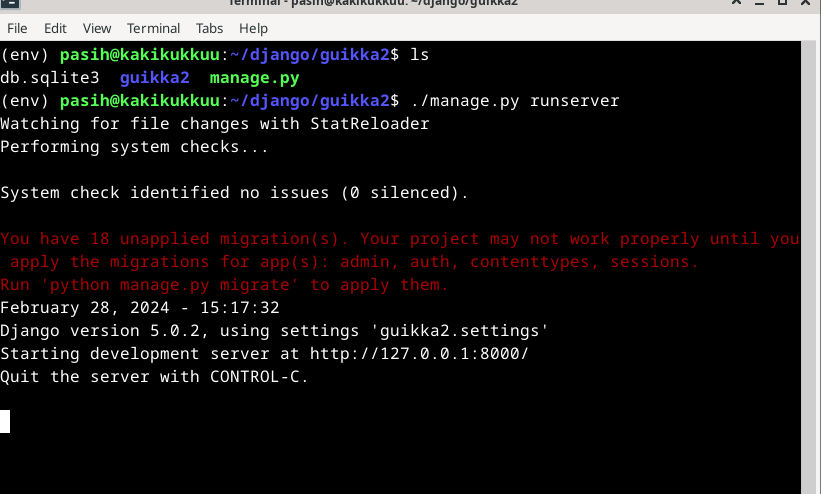 Terminal - pasih@kakikukkuu: ~/django/guikka2
File Edit View Terminal Tabs Help
(env) pasih@kakikukkuu:~/django/guikka2$ ls
db.sqlite3 guikka2 manage.py
(env) pasih@kakikukkuu:~/django/guikka2$ ./manage.py runserver
Watching for file changes with StatReloader
Performing system checks...
System check identified no issues (0 silenced).
You have 18 unapplied migration(s). Your project may not work properly until you
apply the migrations for app(s): admin, auth, contenttypes, sessions.
Run 'python manage.py migrate' to apply them.
February 28, 2024 - 15:17:32
Django version 5.0.2, using settings 'guikka2.settings'
Starting development server at http://127.0.0.1:8000/
Quit the server with CONTROL-C.